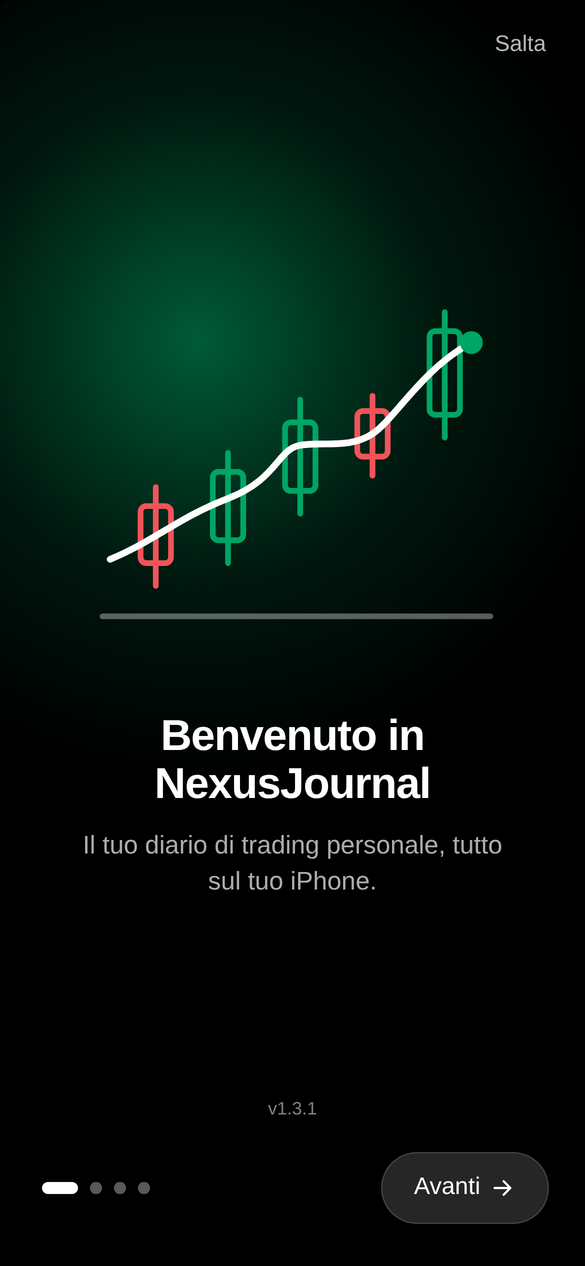 Salta
Benvenuto in
NexusJournal
Il tuo diario di trading personale, tutto
sul tuo iPhone.
v1.3.1
Avanti →